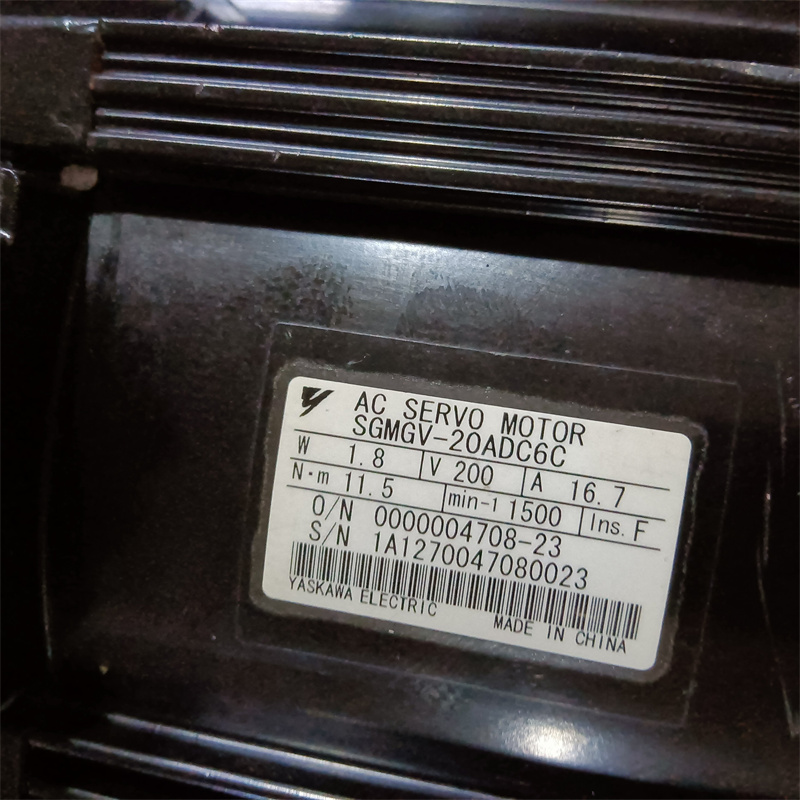 AC SERVO MOTOR
SGMGV-20ADC6C
W 1.8 V 200 A 16.7
N·m 11.5 min-1 1500 Ins. F
O/N 0000004708-23
S/N 1A1270047080023
YASKAWA ELECTRIC MADE IN CHINA